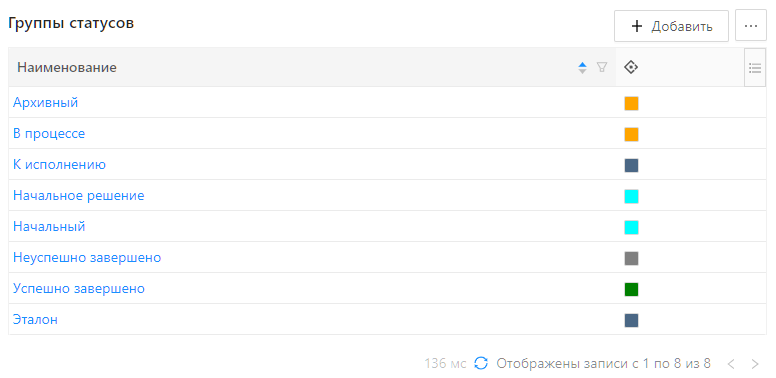 Группы статусов
Добавить
Наименование
Архивный
В процессе
К исполнению
Начальное решение
Начальный
Неуспешно завершено
Успешно завершено
Эталон
136 мс Отображены записи с 1 по 8 из 8